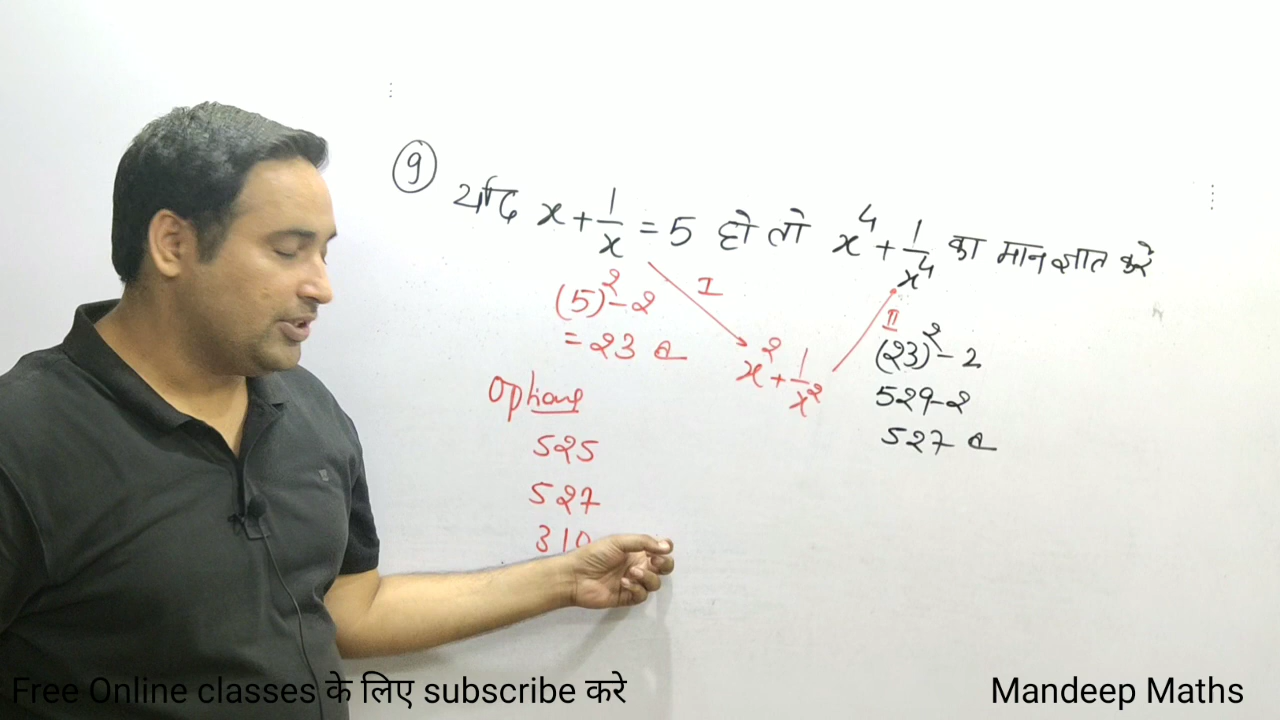 9
यदि x + 1/x = 5 हो तो x⁴ + 1/x⁴ का मान ज्ञात करे
(5)² - 2
= 23
I
x² + 1/x²
II
(23)² - 2
529 - 2
527
Options
525
527
310
Free Online classes के लिए subscribe करे
Mandeep Maths